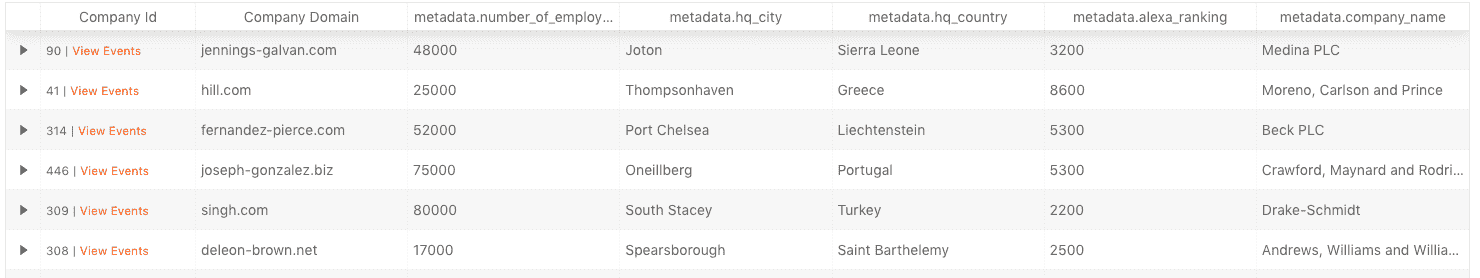 Company Id Company Domain metadata.number_of_employ... metadata.hq_city metadata.hq_country metadata.alexa_ranking metadata.company_name
90 | View Events jennings-galvan.com 48000 Joton Sierra Leone 3200 Medina PLC
41 | View Events hill.com 25000 Thompsonhaven Greece 8600 Moreno, Carlson and Prince
314 | View Events fernandez-pierce.com 52000 Port Chelsea Liechtenstein 5300 Beck PLC
446 | View Events joseph-gonzalez.biz 75000 Oneillberg Portugal 5300 Crawford, Maynard and Rodri...
309 | View Events singh.com 80000 South Stacey Turkey 2200 Drake-Schmidt
308 | View Events deleon-brown.net 17000 Spearsborough Saint Barthelemy 2500 Andrews, Williams and Willia...